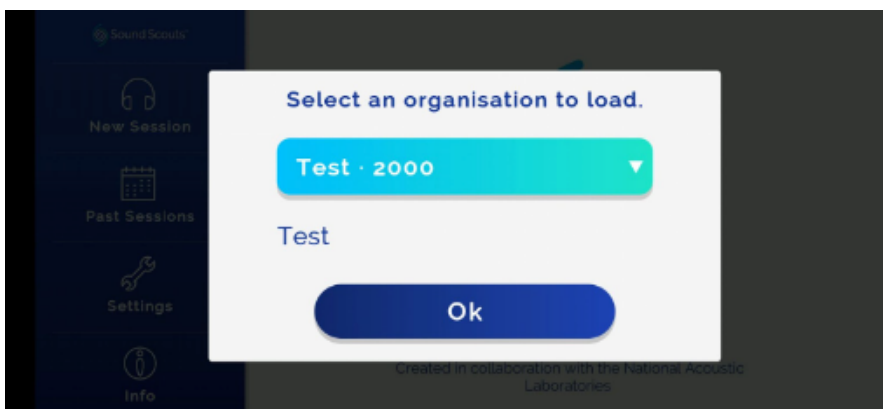 Sound Scouts
New Session
Past Sessions
Settings
Info
Select an organisation to load.
Test · 2000
Test
Ok
Created in collaboration with the National Acoustic
Laboratories